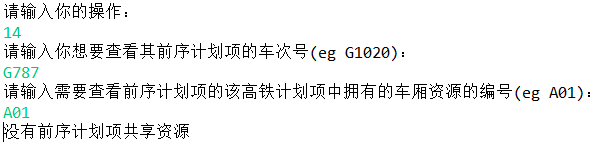 请输入你的操作：
14
请输入你想要查看其前序计划项的车次号(eg G1020)：
G787
请输入需要查看前序计划项的该高铁计划项中拥有的车厢资源的编号(eg A01)：
A01
没有前序计划项共享资源